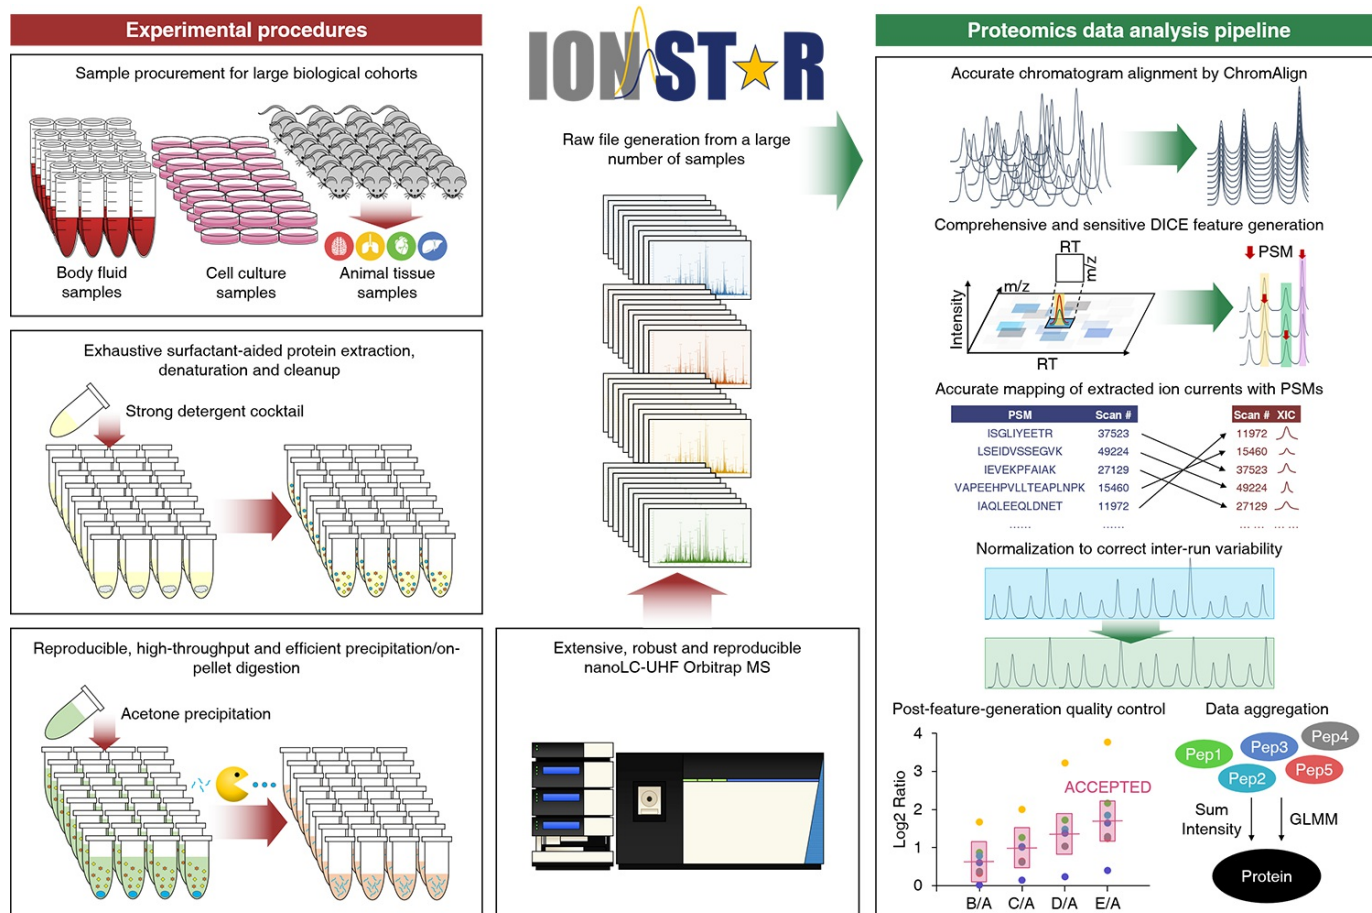 Experimental procedures
Sample procurement for large biological cohorts
Body fluid
samples
Cell culture
samples
Animal tissue
samples
Exhaustive surfactant-aided protein extraction,
denaturation and cleanup
Strong detergent cocktail
Reproducible, high-throughput and efficient precipitation/on-
pellet digestion
Acetone precipitation
IONSTAR
Raw file generation from a large
number of samples
Extensive, robust and reproducible
nanoLC-UHF Orbitrap MS
Proteomics data analysis pipeline
Accurate chromatogram alignment by ChromAlign
Comprehensive and sensitive DICE feature generation
RT
m/z
m/z
Intensity
RT
PSM
Accurate mapping of extracted ion currents with PSMs
PSM Scan # Scan # XIC
ISGLIYEETR 37523 11972
LSEIDVSSEGVK 49224 15460
IEVEKPFAIAK 27129 37523
VAPEEHPVLLTEAPLNPK 15460 49224
IAQLEEQLDNET 11972 27129
...... ...... ... ... ... ...
Normalization to correct inter-run variability
Post-feature-generation quality control
Log2 Ratio
4
3
2
1
0
ACCEPTED
B/A C/A D/A E/A
Data aggregation
Pep1
Pep2
Pep3
Pep4
Pep5
Sum
Intensity
GLMM
Protein